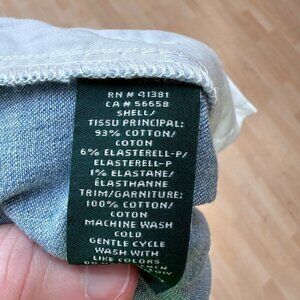 RN # 41381
CA # 56658
SHELL/
TISSU PRINCIPAL:
93% COTTON/
COTON
6% ELASTERELL-P/
ELASTERELL-P
1% ELASTANE/
ÉLASTHANNE
TRIM/GARNITURE:
100% COTTON/
COTON
MACHINE WASH
COLD
GENTLE CYCLE
WASH WITH
LIKE COLORS